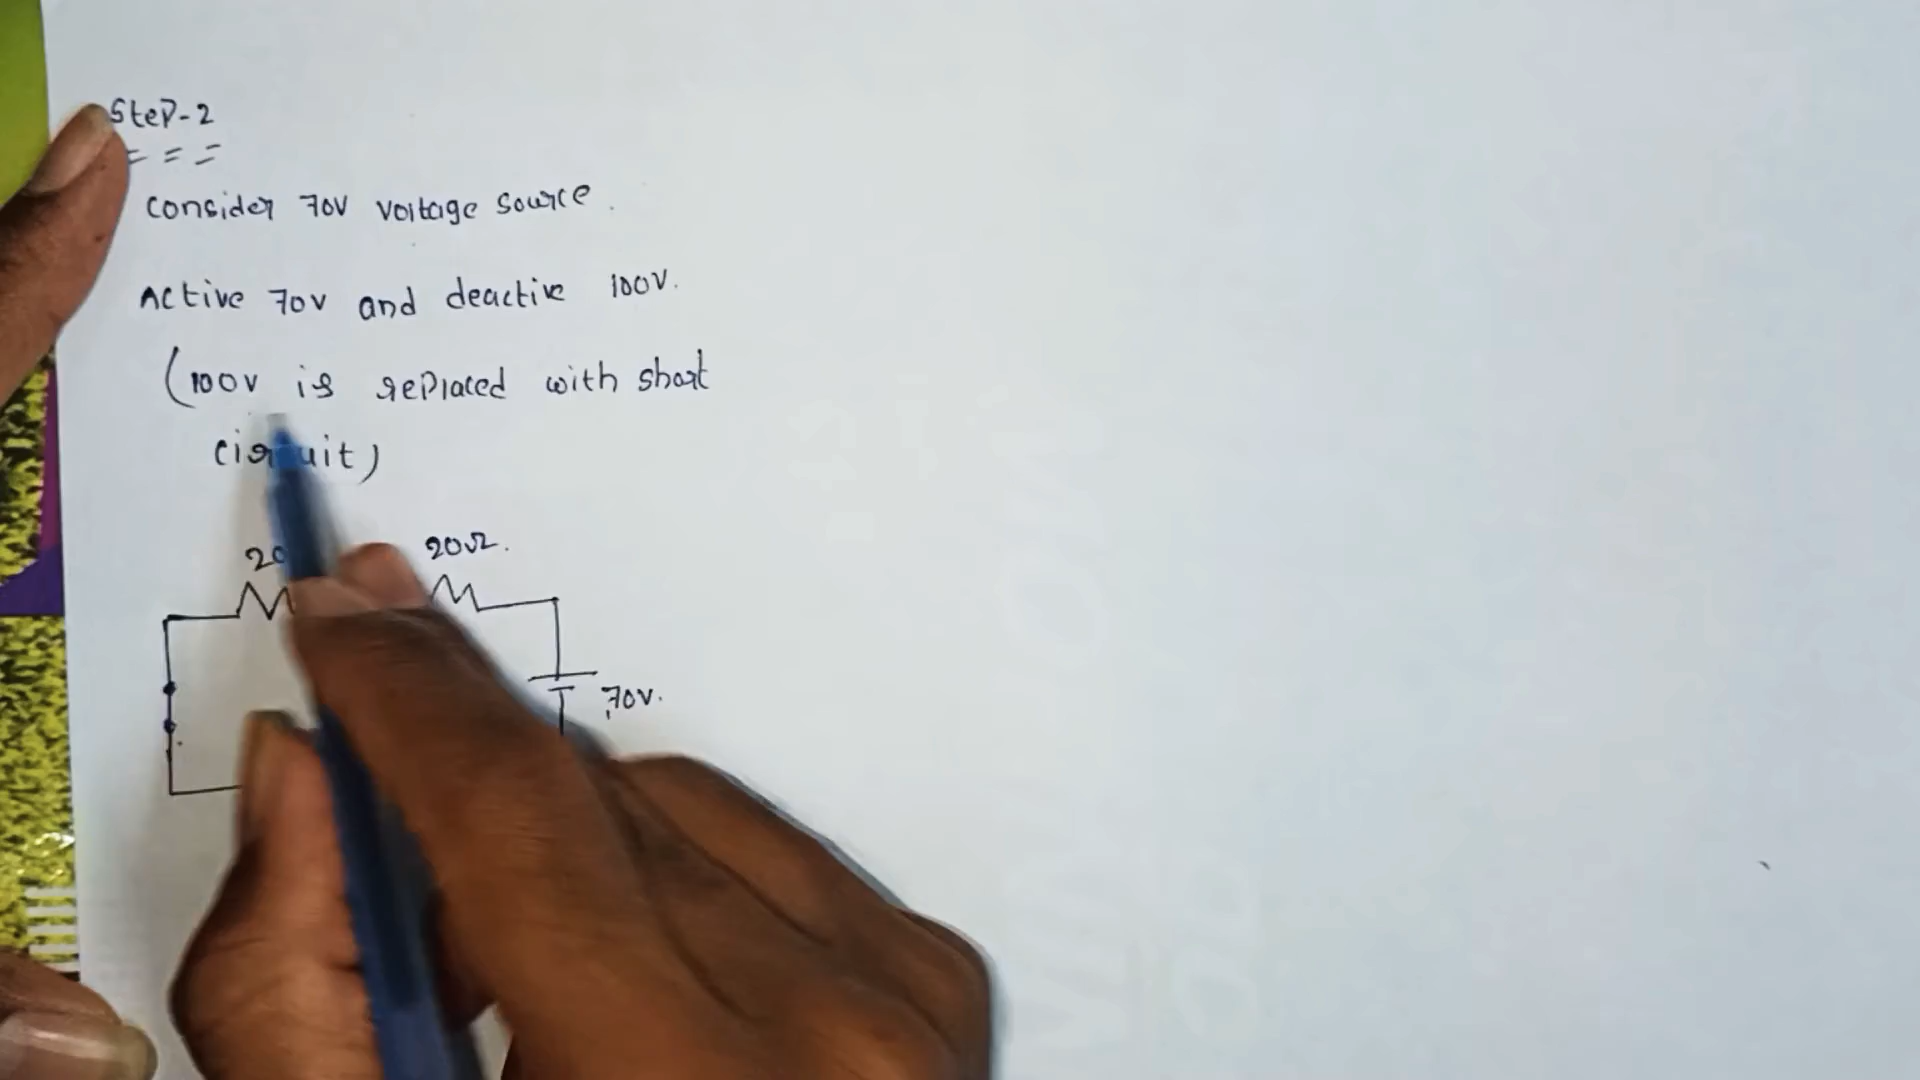 Step-2
Consider 70V voltage source.
Active 70V and deactive 100V.
(100V is replaced with short
circuit)
20Ω.
70V.